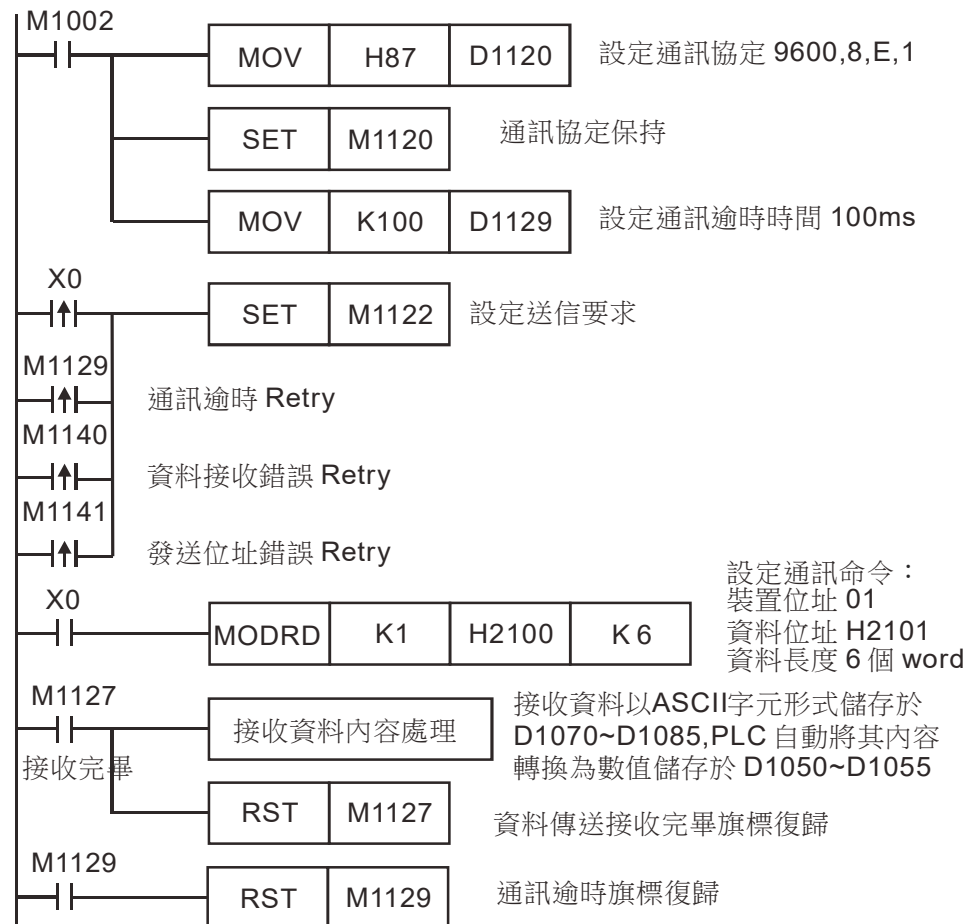 M1002
MOV H87 D1120 設定通訊協定 9600,8,E,1
SET M1120 通訊協定保持
MOV K100 D1129 設定通訊逾時時間 100ms
X0
SET M1122 設定送信要求
M1129
通訊逾時 Retry
M1140
資料接收錯誤 Retry
M1141
發送位址錯誤 Retry
設定通訊命令：
裝置位址 01
資料位址 H2101
資料長度 6 個 word
X0
MODRD K1 H2100 K 6
M1127
接收完畢
接收資料內容處理
接收資料以ASCII字元形式儲存於
D1070~D1085,PLC 自動將其內容
轉換為數值儲存於 D1050~D1055
RST M1127 資料傳送接收完畢旗標復歸
M1129
RST M1129 通訊逾時旗標復歸